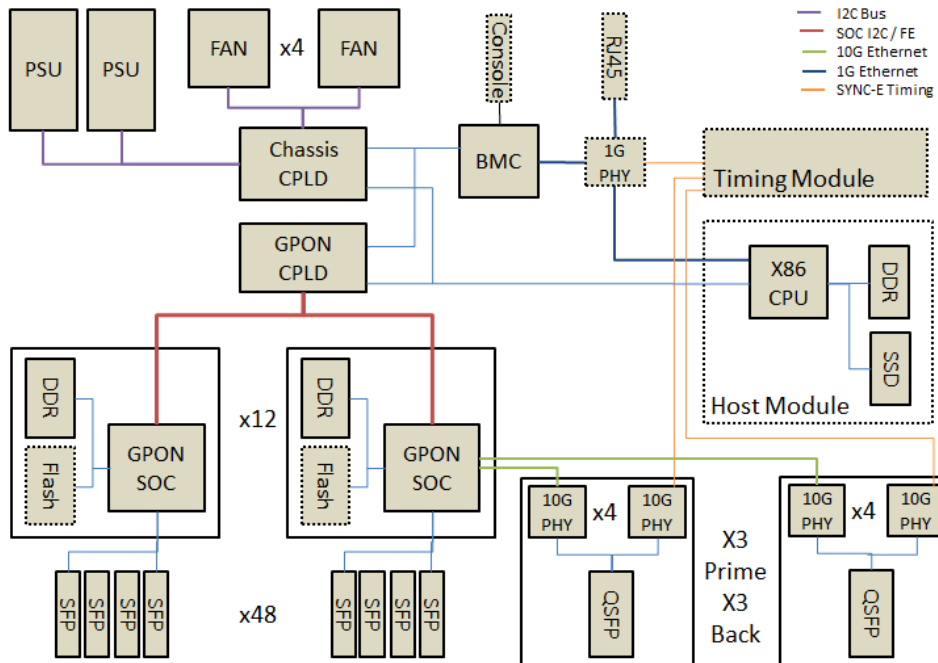 I2C Bus
SOC I2C / FE
10G Ethernet
1G Ethernet
SYNC-E Timing
PSU
PSU
FAN
x4
FAN
Console
RJ45
Chassis
CPLD
BMC
1G
PHY
Timing Module
GPON
CPLD
X86
CPU
DDR
SSD
Host Module
DDR
Flash
GPON
SOC
x12
DDR
Flash
GPON
SOC
10G
PHY
x4
10G
PHY
QSFP
X3
Prime
X3
Back
10G
PHY
x4
10G
PHY
QSFP
SFP
SFP
SFP
SFP
x48
SFP
SFP
SFP
SFP